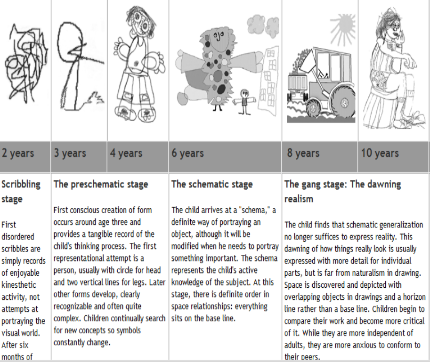 2 years
3 years
4 years
6 years
8 years
10 years
Scribbling
stage
First
disordered
scribbles are
simply records
of enjoyable
kinesthetic
activity, not
attempts at
portraying the
visual world.
After six
months of
The preschematic stage
First conscious creation of form
occurs around age three and
provides a tangible record of the
child's thinking process. The first
representational attempt is a
person, usually with circle for head
and two vertical lines for legs. Later
other forms develop, clearly
recognizable and often quite
complex. Children continually search
for new concepts so symbols
constantly change.
The schematic stage
The child arrives at a "schema," a
definite way of portraying an
object, although it will be
modified when he needs to portray
something important. The schema
represents the child's active
knowledge of the subject. At this
stage, there is definite order in
space relationships: everything
sits on the base line.
The gang stage: The dawning
realism
The child finds that schematic generalization
no longer suffices to express reality. This
dawning of how things really look is usually
expressed with more detail for individual
parts, but is far from naturalism in drawing.
Space is discovered and depicted with
overlapping objects in drawings and a horizon
line rather than a base line. Children begin to
compare their work and become more critical
of it. While they are more independent of
adults, they are more anxious to conform to
their peers.